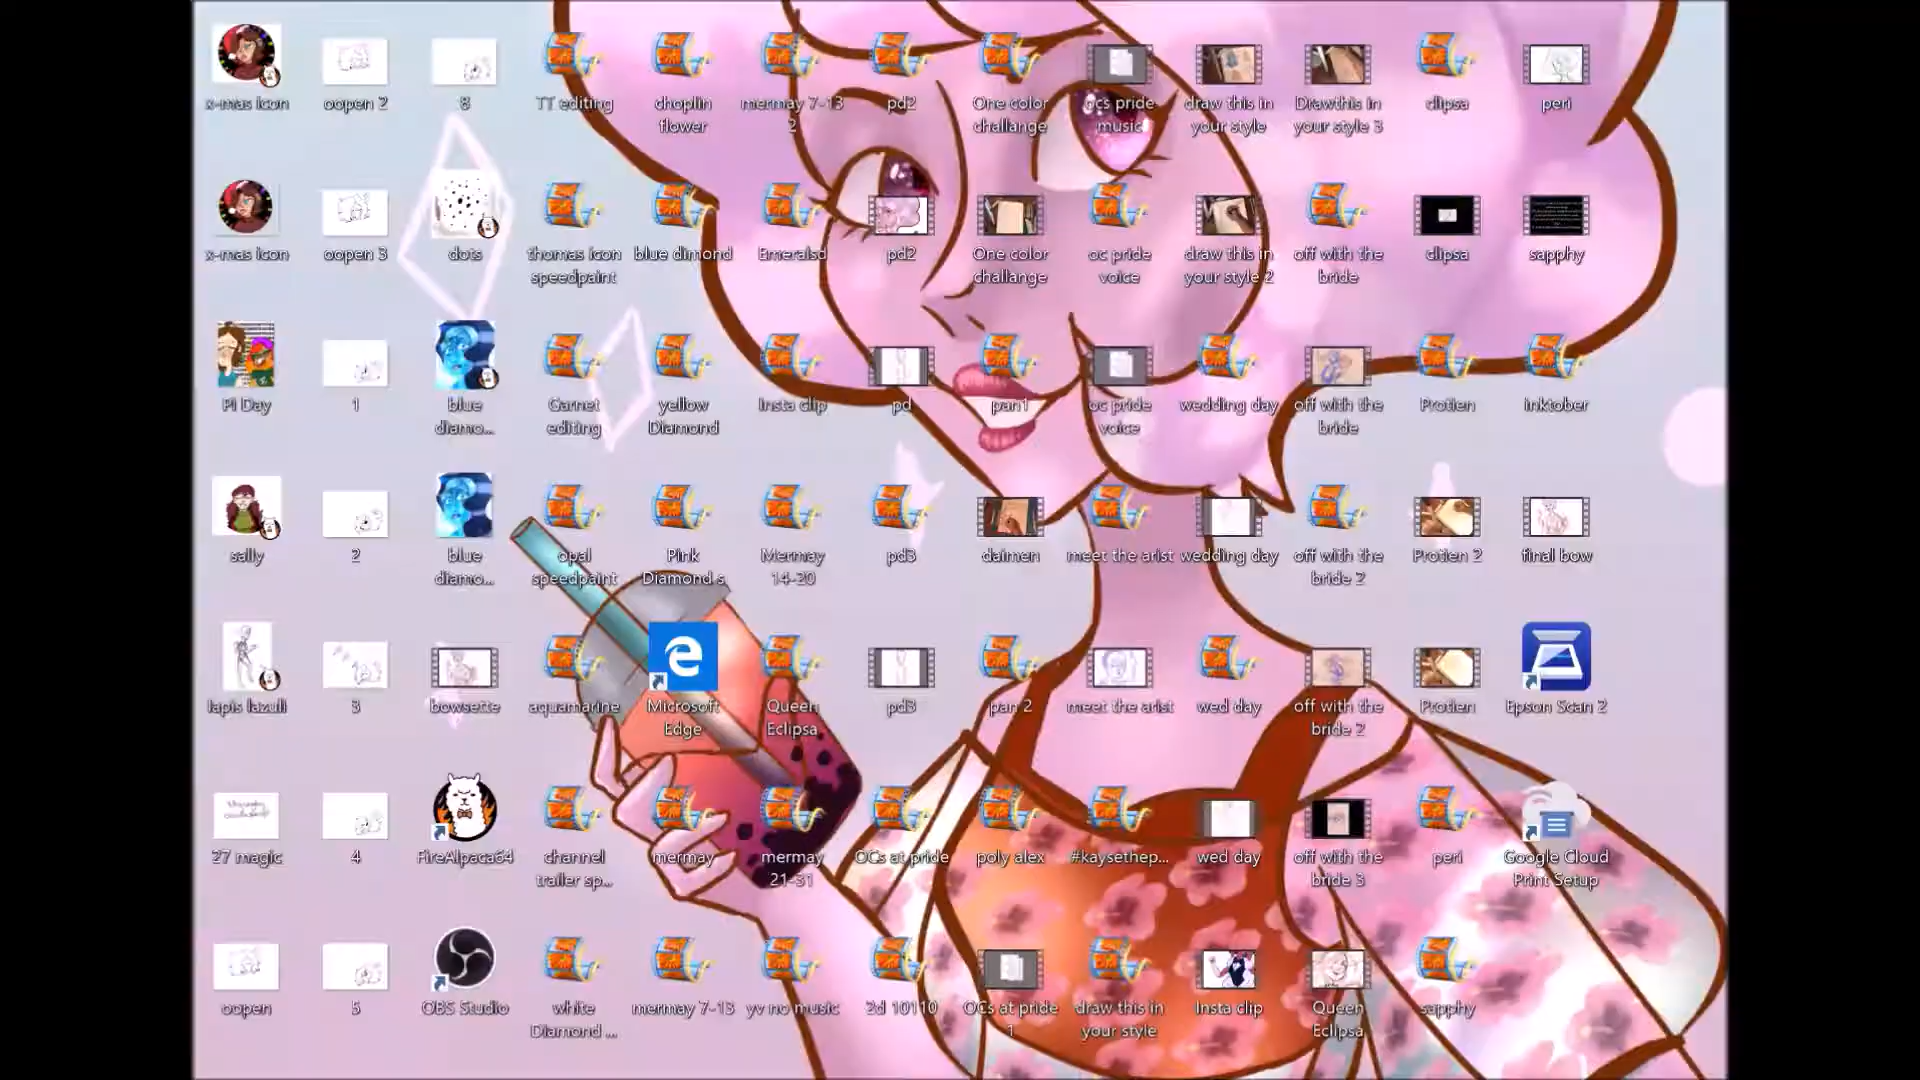 x-mas icon
oopen 2
8
TT editing
choplin
flower
mermay 7-13
2
pd2
One color
challange
ocs pride
music
draw this in
your style
Drawthis in
your style 3
clipsa
peri
x-mas icon
oopen 3
dots
thomas icon
speedpaint
blue dimond
Emeralsd
pd2
One color
challange
oc pride
voice
draw this in
your style 2
off with the
bride
clipsa
sapphy
PI Day
1
blue
diamo...
Garnet
editing
yellow
Diamond
Insta clip
pd
pan1
oc pride
voice
wedding day
off with the
bride
Protien
inktober
sally
2
blue
diamo...
opal
speedpaint
Pink
Diamond s
Mermay
14-20
pd3
daimen
meet the arist
wedding day
off with the
bride 2
Protien 2
final bow
lapis lazuli
3
bowsette
aquamarine
Microsoft
Edge
Queen
Eclipsa
pd3
pan 2
meet the arist
wed day
off with the
bride 2
Protien
Epson Scan 2
27 magic
4
FireAlpaca64
channel
trailer sp...
mermay
mermay
21-31
OCs at pride
poly alex
#kaysethep...
wed day
off with the
bride 3
peri
Google Cloud
Print Setup
oopen
5
OBS Studio
white
Diamond ...
mermay 7-13
yv no music
2d 10110
OCs at pride
1
draw this in
your style
Insta clip
Queen
Eclipsa
sapphy